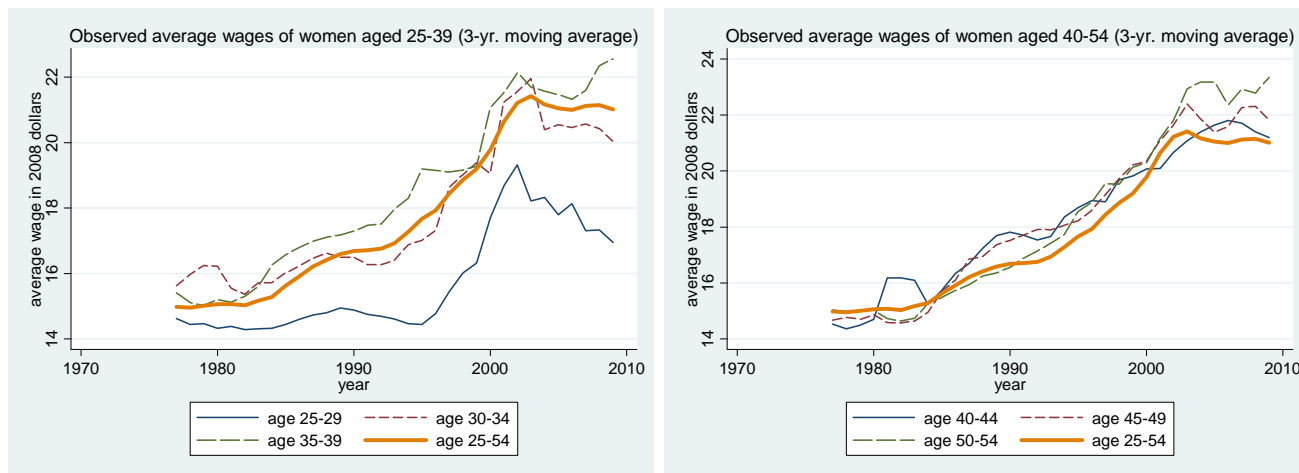 Observed average wages of women aged 25-39 (3-yr. moving average)
average wage in 2008 dollars
22
20
18
16
14
1970 1980 1990 2000 2010
year
age 25-29 age 30-34
age 35-39 age 25-54
Observed average wages of women aged 40-54 (3-yr. moving average)
average wage in 2008 dollars
24
22
20
18
16
14
1970 1980 1990 2000 2010
year
age 40-44 age 45-49
age 50-54 age 25-54